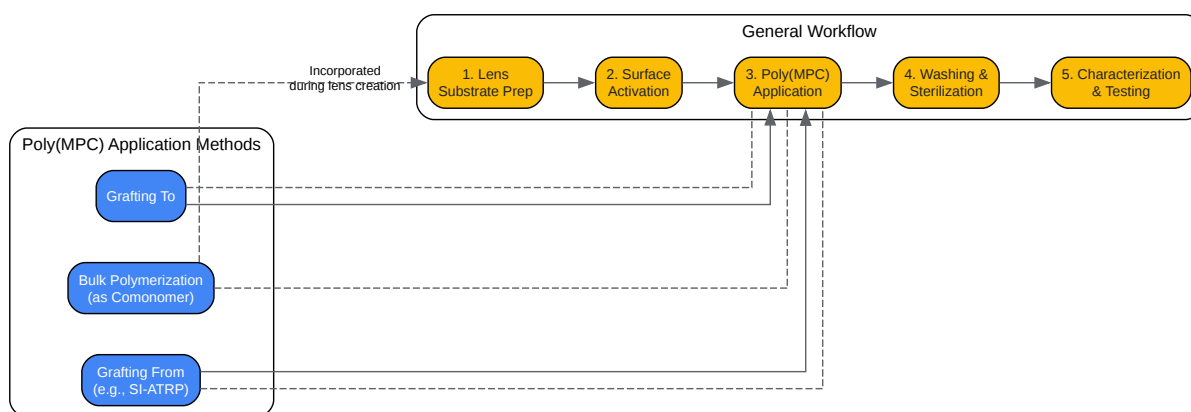 General Workflow
Incorporated
during lens creation
1. Lens
Substrate Prep
2. Surface
Activation
3. Poly(MPC)
Application
4. Washing &
Sterilization
5. Characterization
& Testing
Poly(MPC) Application Methods
Grafting To
Bulk Polymerization
(as Comonomer)
Grafting From
(e.g., SI-ATRP)